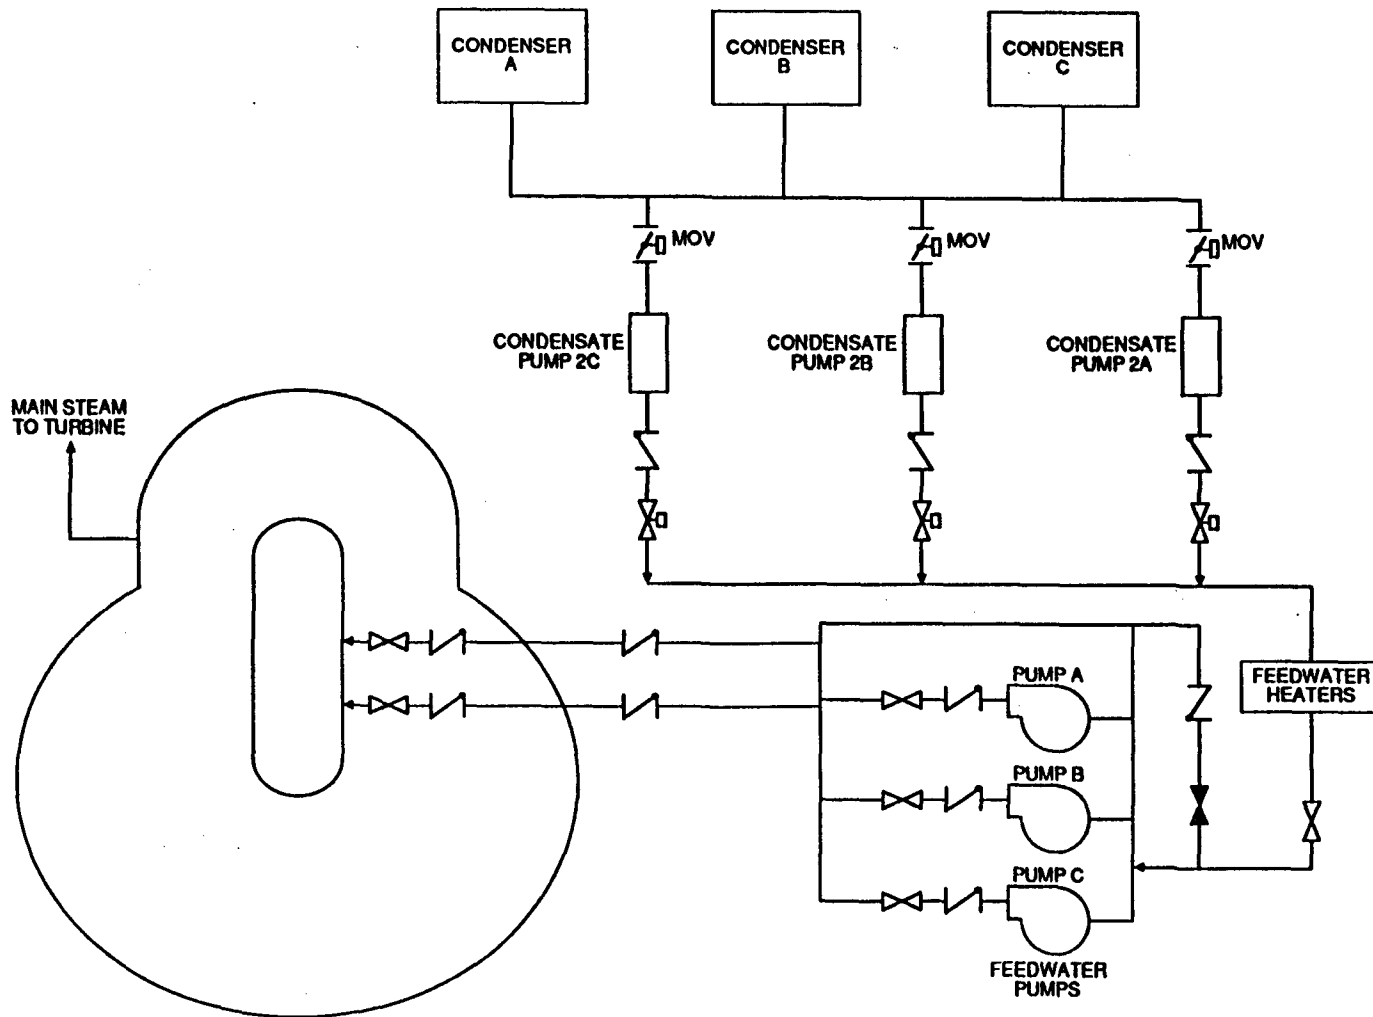 CONDENSER
A
CONDENSER
B
CONDENSER
C
MOV
MOV
MOV
CONDENSATE
PUMP 2C
CONDENSATE
PUMP 2B
CONDENSATE
PUMP 2A
MAIN STEAM
TO TURBINE
PUMP A
FEEDWATER
HEATERS
PUMP B
PUMP C
FEEDWATER
PUMPS